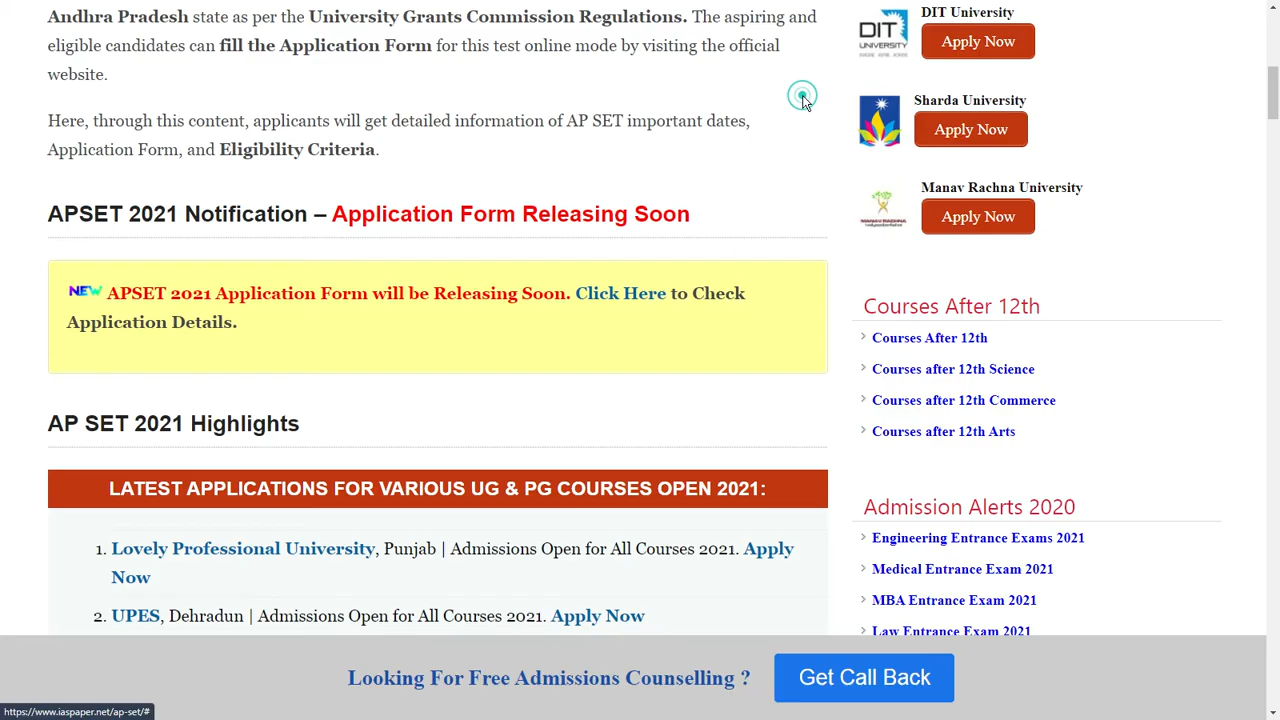 Andhra Pradesh state as per the University Grants Commission Regulations. The aspiring and
eligible candidates can fill the Application Form for this test online mode by visiting the official
website.
Here, through this content, applicants will get detailed information of AP SET important dates,
Application Form, and Eligibility Criteria.
APSET 2021 Notification – Application Form Releasing Soon
NEW APSET 2021 Application Form will be Releasing Soon. Click Here to Check
Application Details.
AP SET 2021 Highlights
LATEST APPLICATIONS FOR VARIOUS UG & PG COURSES OPEN 2021:
1. Lovely Professional University, Punjab | Admissions Open for All Courses 2021. Apply
Now
2. UPES, Dehradun | Admissions Open for All Courses 2021. Apply Now
DIT
UNIVERSITY
DIT University
Apply Now
Sharda University
Apply Now
MANAV RACHNA
Manav Rachna University
Apply Now
Courses After 12th
Courses After 12th
Courses after 12th Science
Courses after 12th Commerce
Courses after 12th Arts
Admission Alerts 2020
Engineering Entrance Exams 2021
Medical Entrance Exam 2021
MBA Entrance Exam 2021
Law Entrance Exam 2021
Looking For Free Admissions Counselling ?
Get Call Back
https://www.iaspaper.net/ap-set/#